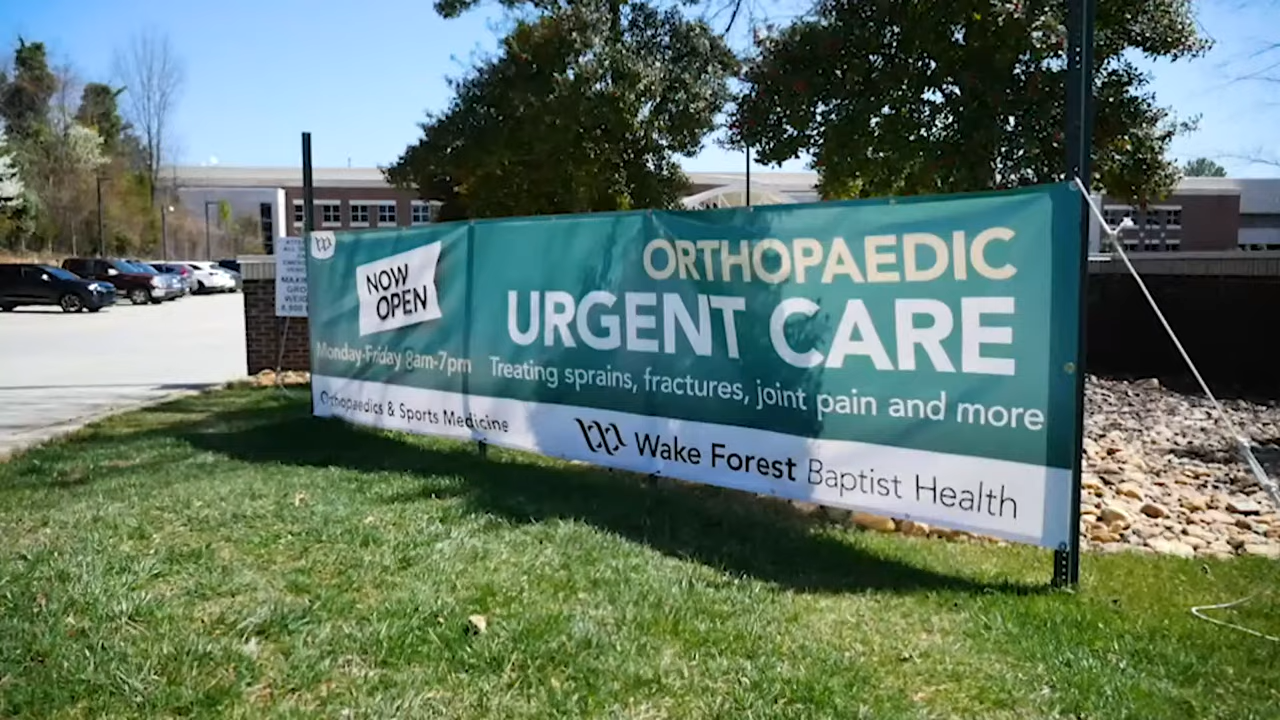 NOW
OPEN
Monday-Friday 8am-7pm
Orthopaedics & Sports Medicine
ORTHOPAEDIC
URGENT CARE
Treating sprains, fractures, joint pain and more
Wake Forest Baptist Health